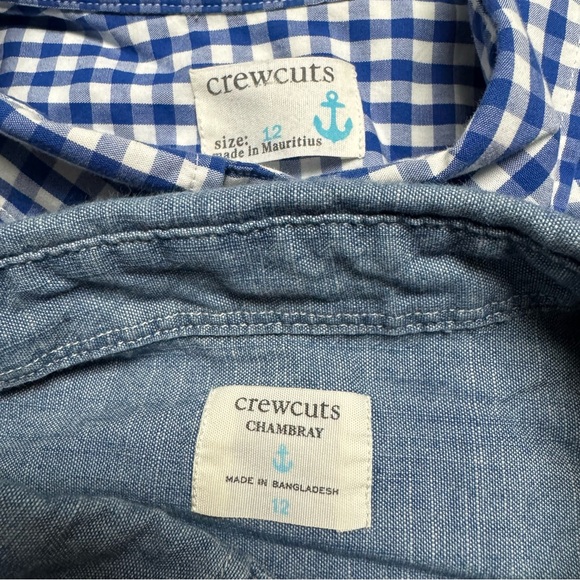 crewcuts
size: 12
made in Mauritius
crewcuts
CHAMBRAY
MADE IN BANGLADESH
12